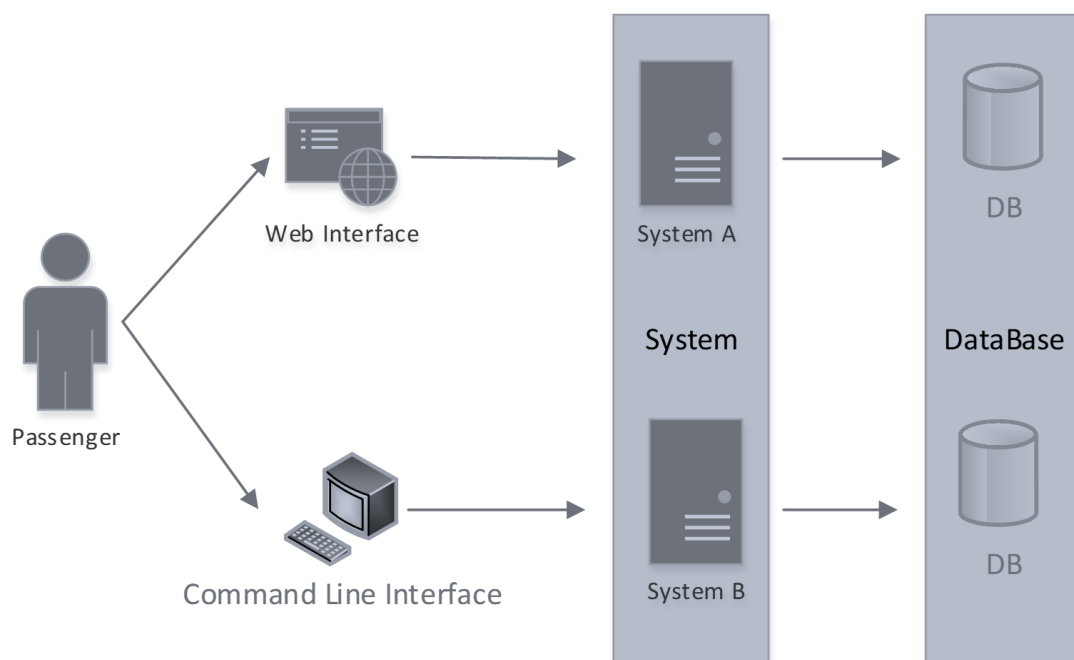 Web Interface
System A
DB
System
DataBase
Passenger
Command Line Interface
System B
DB